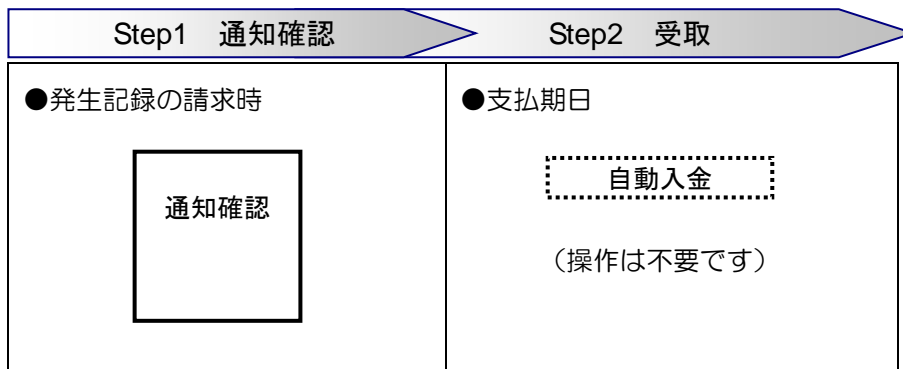 Step1 通知確認
Step2 受取
●発生記録の請求時
通知確認
●支払期日
自動入金
(操作は不要です)